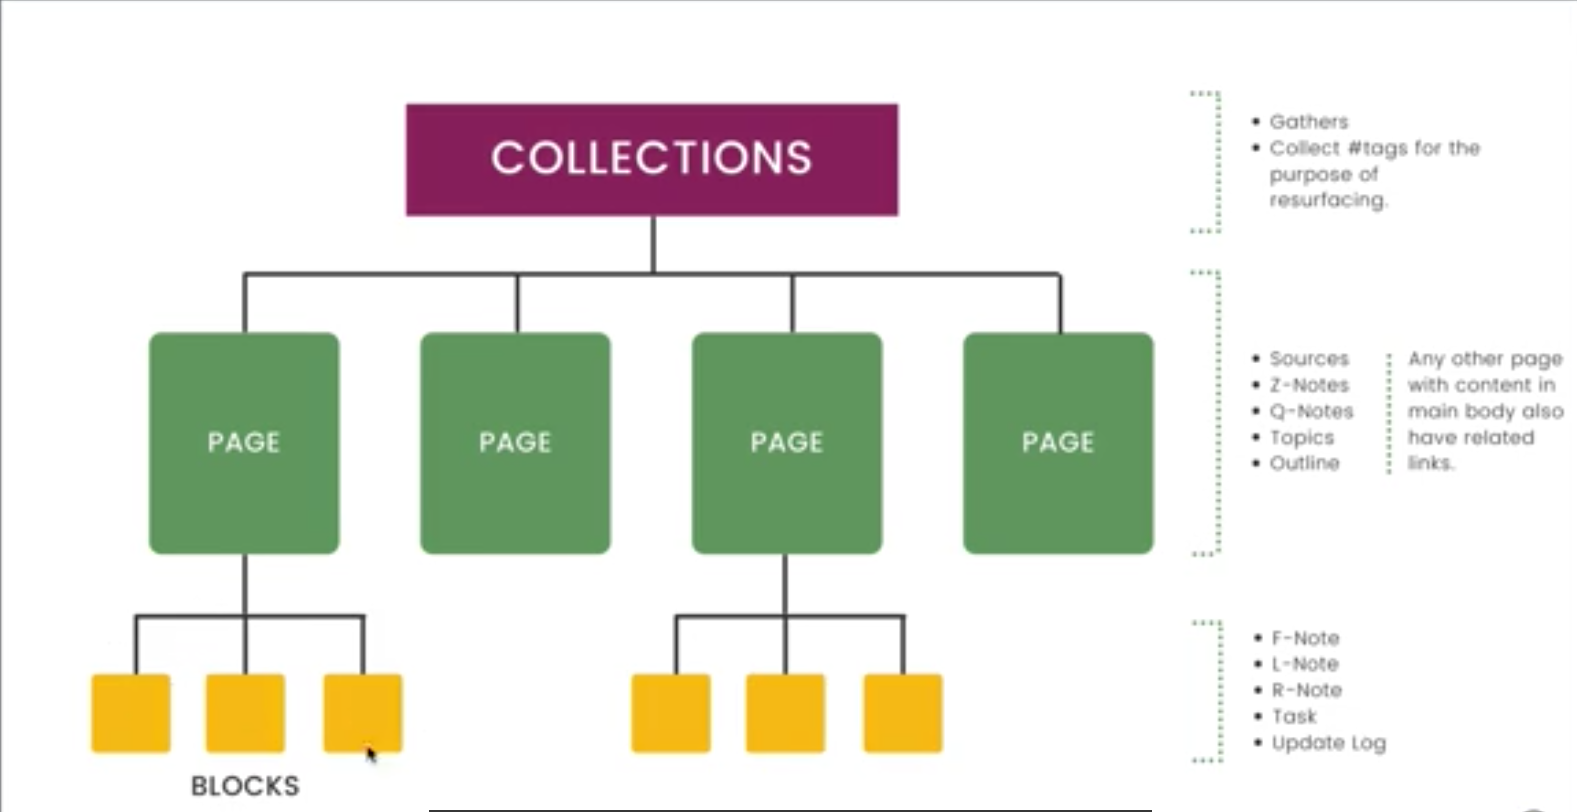 COLLECTIONS
• Gathers
• Collect #tags for the
purpose of
resurfacing.
PAGE
PAGE
PAGE
PAGE
• Sources
• Z-Notes
• Q-Notes
• Topics
• Outline
Any other page
with content in
main body also
have related
links.
• F-Note
• L-Note
• R-Note
• Task
• Update Log
BLOCKS